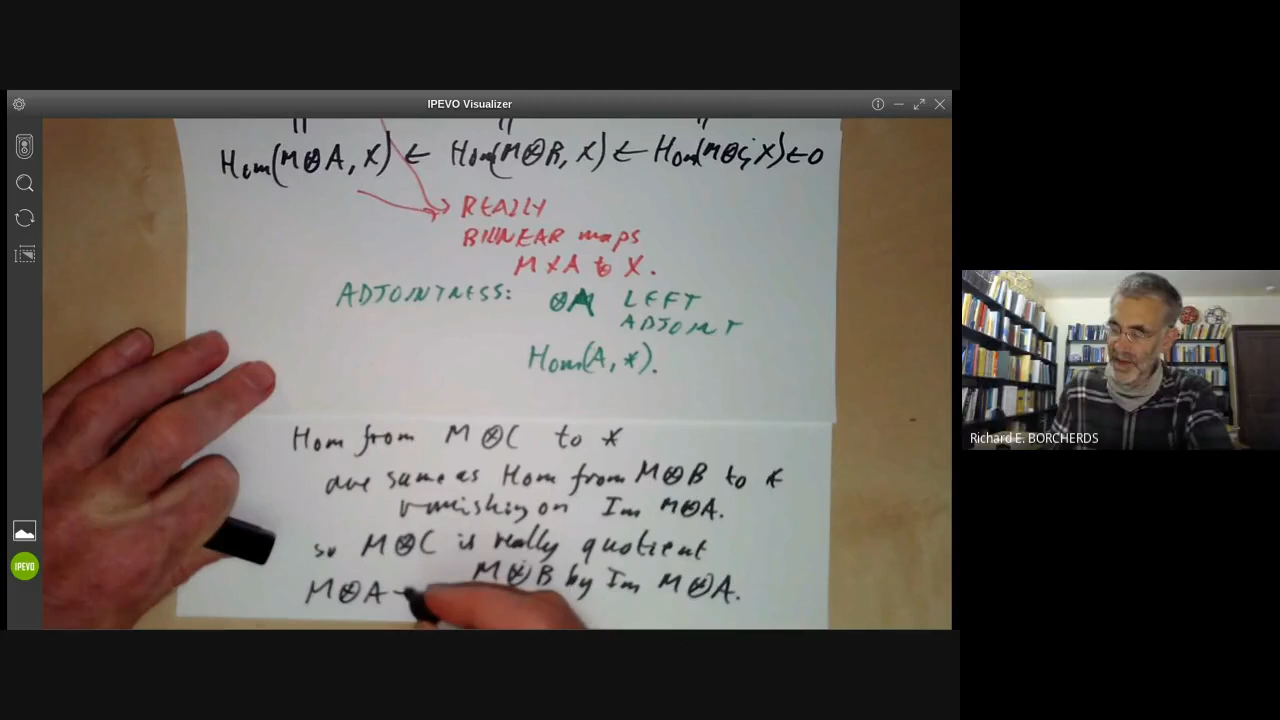 IPEVO Visualizer
Hom(M⊗A, X) ← Hom(M⊗B, X) ← Hom(M⊗C, X) ← 0
REALLY
BILINEAR maps
M×A to X.
ADJOINTNESS: ⊗A LEFT
ADJOINT
Hom(A, *).
Hom from M⊗C to X
are same as Hom from M⊗B to X
vanishing on Im M⊗A.
so M⊗C is really quotient
M⊗B by Im M⊗A.
M⊗A
IPEVO
Richard E. BORCHERDS